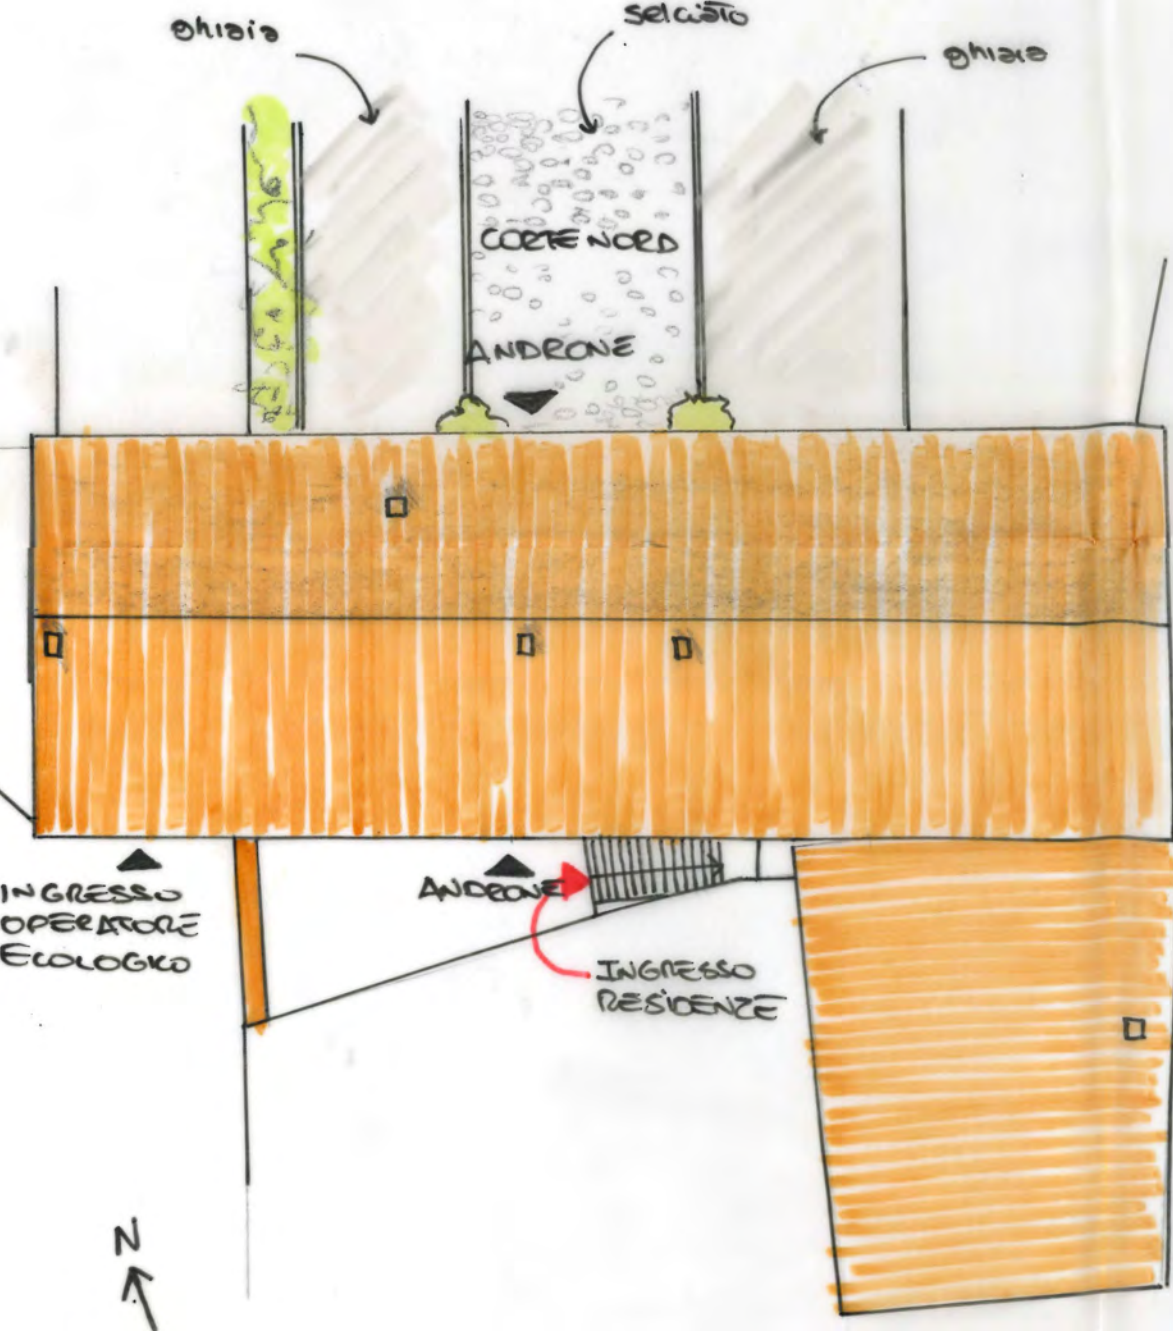 selciato
ghiaia
ghiaia
CORTE NORD
ANDRONE
INGRESSO
OPERATORE
ECOLOGICO
ANDRONE
INGRESSO
RESIDENZE
N